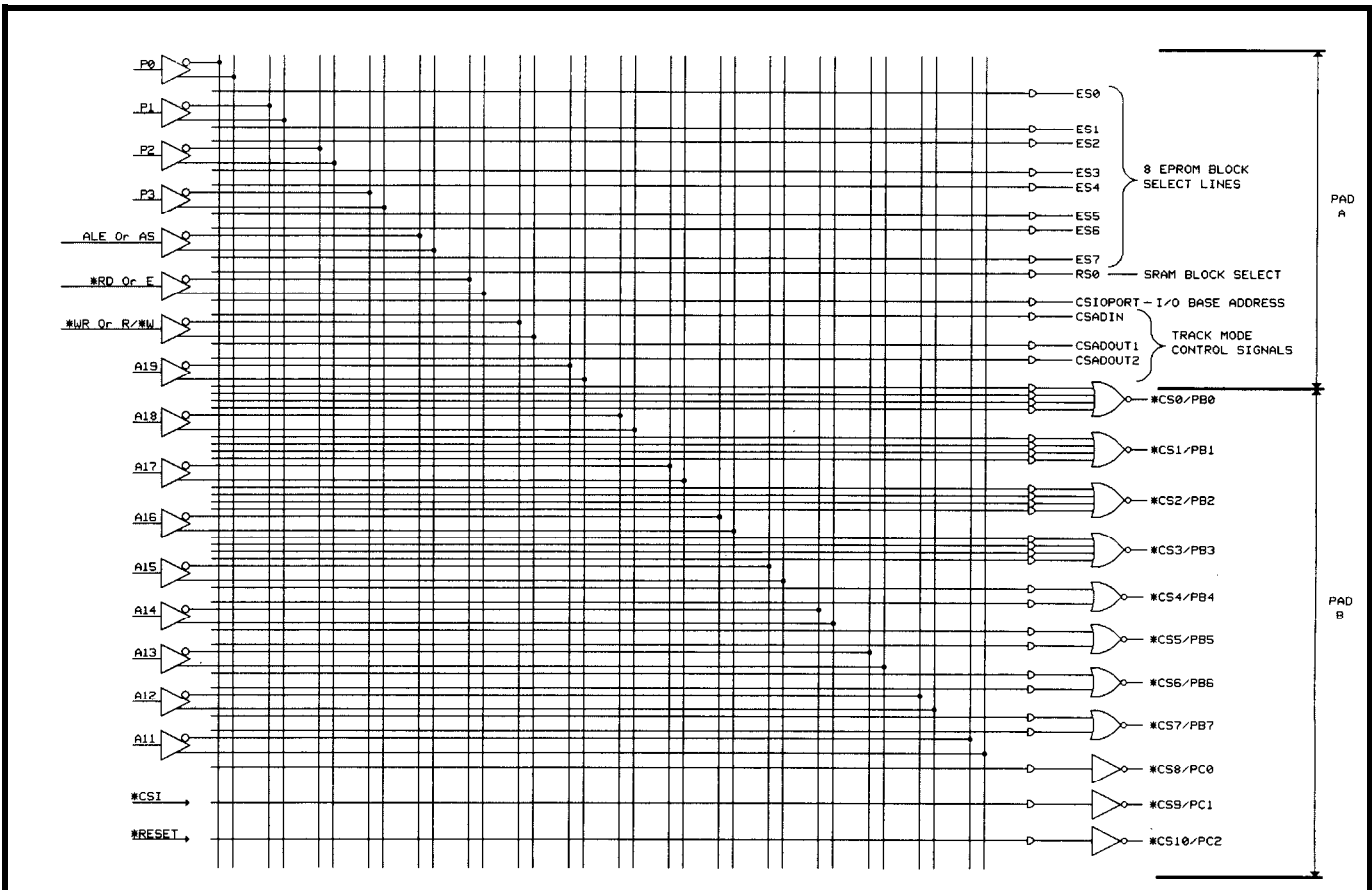 P0
P1
P2
P3
ALE Or AS
*RD Or E
*WR Or R/*W
A19
A18
A17
A16
A15
A14
A13
A12
A11
*CSI
*RESET
ES0
ES1
ES2
ES3
ES4
ES5
ES6
ES7
8 EPROM BLOCK
SELECT LINES
RS0 — SRAM BLOCK SELECT
CSIOPORT - I/O BASE ADDRESS
CSADIN
CSADOUT1
CSADOUT2
TRACK MODE
CONTROL SIGNALS
*CS0/PB0
*CS1/PB1
*CS2/PB2
*CS3/PB3
*CS4/PB4
*CS5/PB5
*CS6/PB6
*CS7/PB7
*CS8/PC0
*CS9/PC1
*CS10/PC2
PAD
A
PAD
B